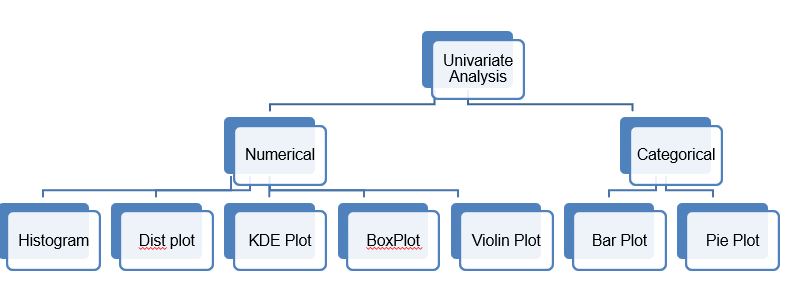 Univariate
Analysis
Numerical
Categorical
Histogram
Dist plot
KDE Plot
BoxPlot
Violin Plot
Bar Plot
Pie Plot